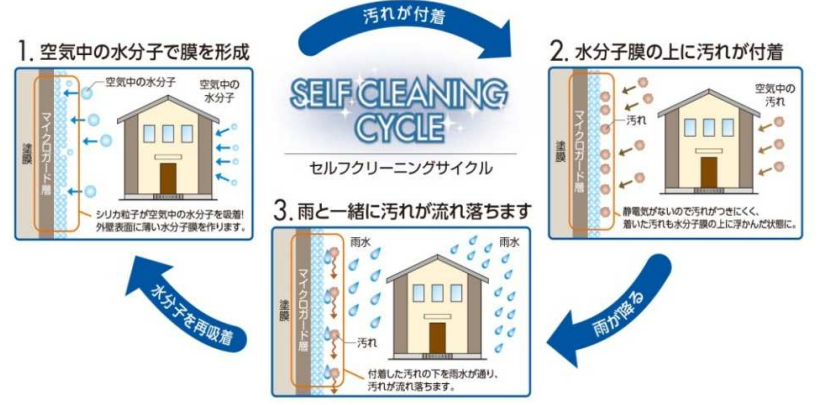 汚れが付着
1. 空気中の水分子で膜を形成
空気中の水分子
空気中の
水分子
マイクロガード層
塗膜
シリカ粒子が空気中の水分子を吸着!
外壁表面に薄い水分子膜を作ります。
SELF CLEANING
CYCLE
セルフクリーニングサイクル
2. 水分子膜の上に汚れが付着
空気中の
汚れ
汚れ
マイクロガード層
塗膜
静電気がないので汚れがつきにくく、
着いた汚れも水分子膜の上に浮かんだ状態に。
雨が降る
3. 雨と一緒に汚れが流れ落ちます
雨水
雨水
マイクロガード層
塗膜
汚れ
付着した汚れの下を雨水が通り、
汚れが流れ落ちます。
水分子を再吸着